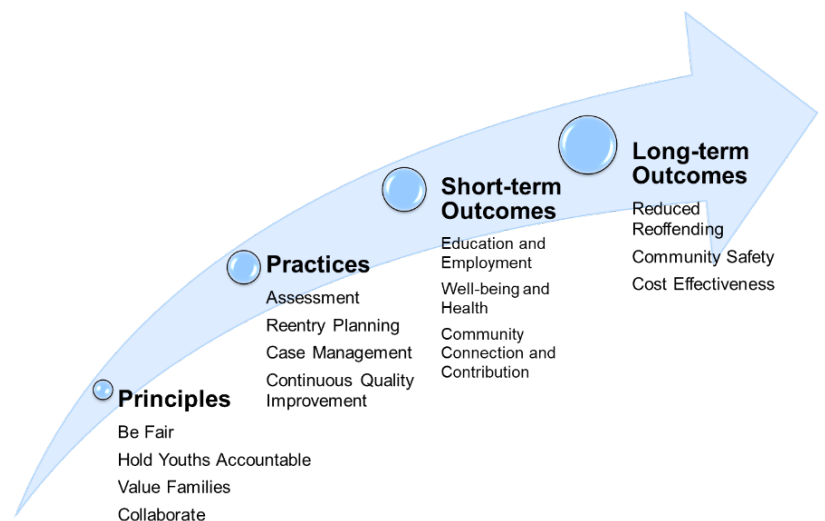 Principles
Be Fair
Hold Youths Accountable
Value Families
Collaborate
Practices
Assessment
Reentry Planning
Case Management
Continuous Quality
Improvement
Short-term
Outcomes
Education and
Employment
Well-being and
Health
Community
Connection and
Contribution
Long-term
Outcomes
Reduced
Reoffending
Community Safety
Cost Effectiveness